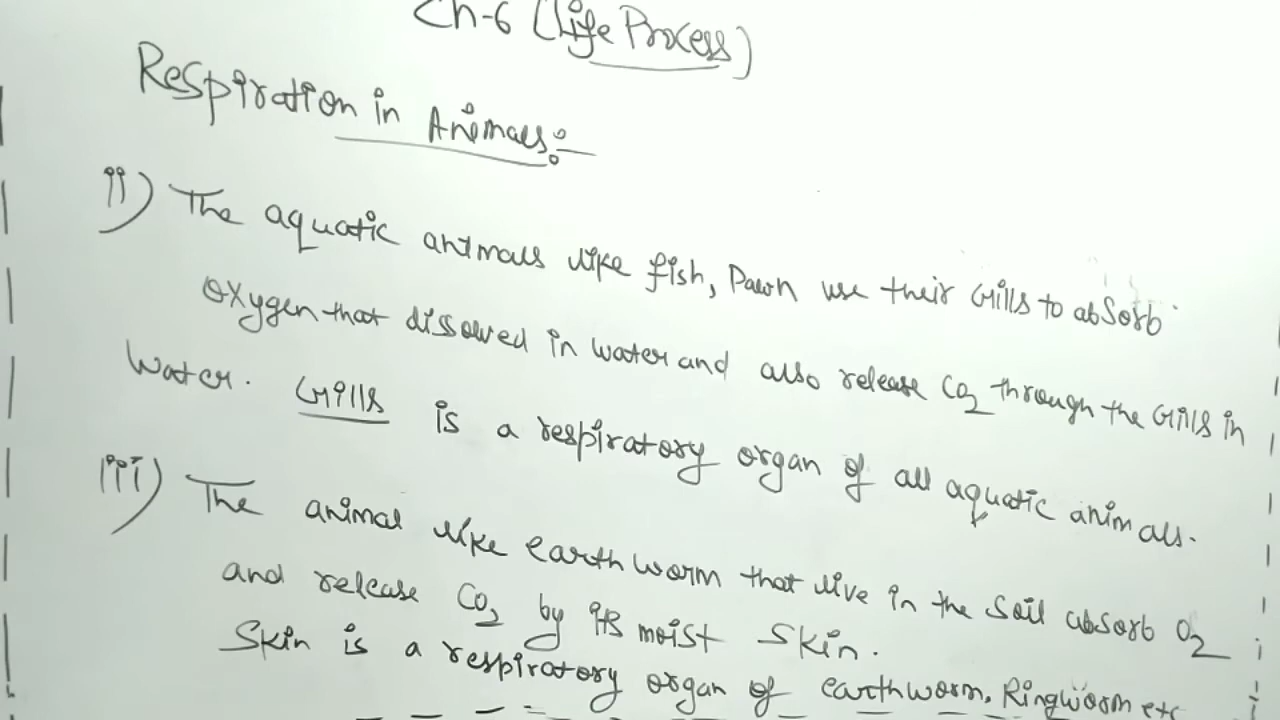 Ch-6 (Life Process)
Respiration in Animals:-
ii) The aquatic animals like fish, Pawn use their Gills to absorb
oxygen that dissolved in water and also release CO2 through the Gills in
water. Gills is a respiratory organ of all aquatic animals.
iii) The animal like earthworm that live in the soil absorb O2
and release CO2 by its moist skin.
Skin is a respiratory organ of earthworm, Ringworm etc